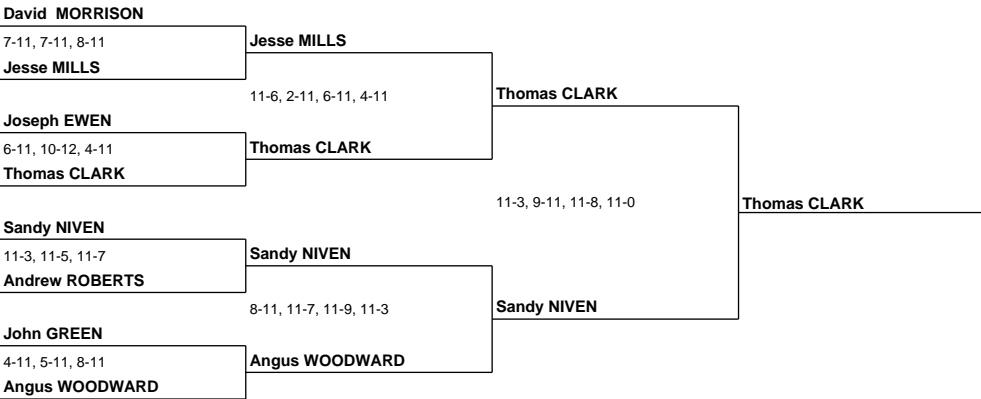 David  MORRISON
7-11, 7-11, 8-11
Jesse MILLS
Jesse MILLS
11-6, 2-11, 6-11, 4-11
Thomas CLARK
Joseph EWEN
6-11, 10-12, 4-11
Thomas CLARK
Thomas CLARK
11-3, 9-11, 11-8, 11-0
Thomas CLARK
Sandy NIVEN
11-3, 11-5, 11-7
Sandy NIVEN
Andrew ROBERTS
8-11, 11-7, 11-9, 11-3
Sandy NIVEN
John GREEN
4-11, 5-11, 8-11
Angus WOODWARD
Angus WOODWARD